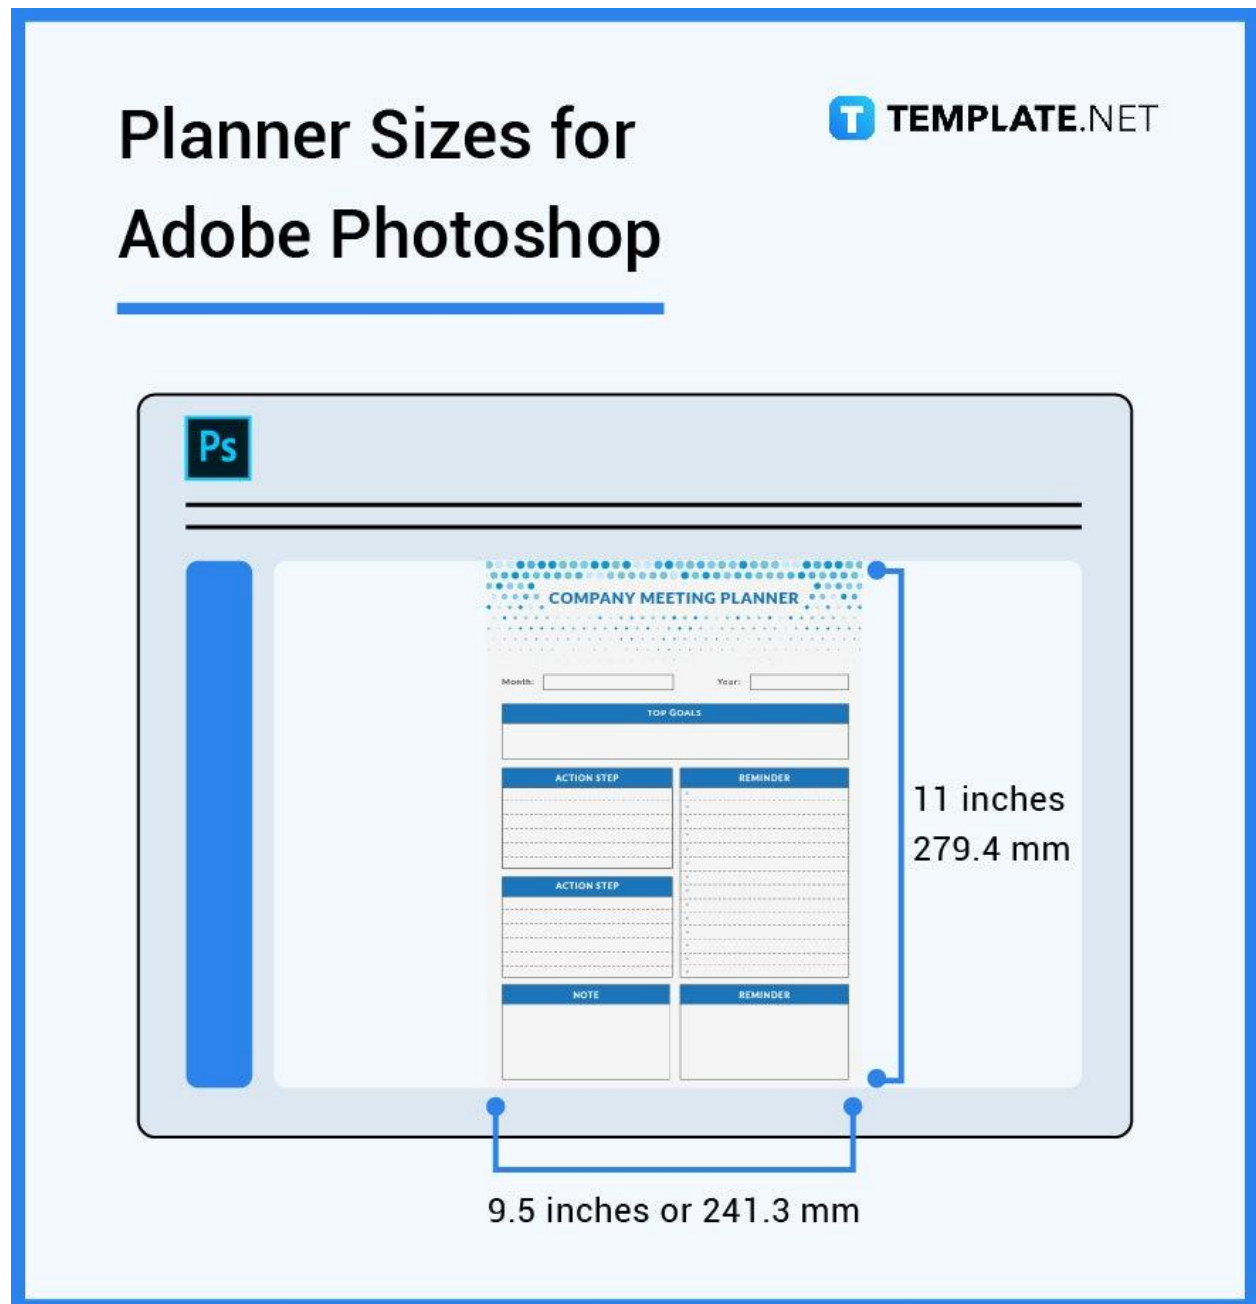 Planner Sizes for
Adobe Photoshop
T TEMPLATE.NET
Ps
COMPANY MEETING PLANNER
Month:
Year:
TOP GOALS
ACTION STEP
REMINDER
ACTION STEP
NOTE
REMINDER
11 inches
279.4 mm
9.5 inches or 241.3 mm